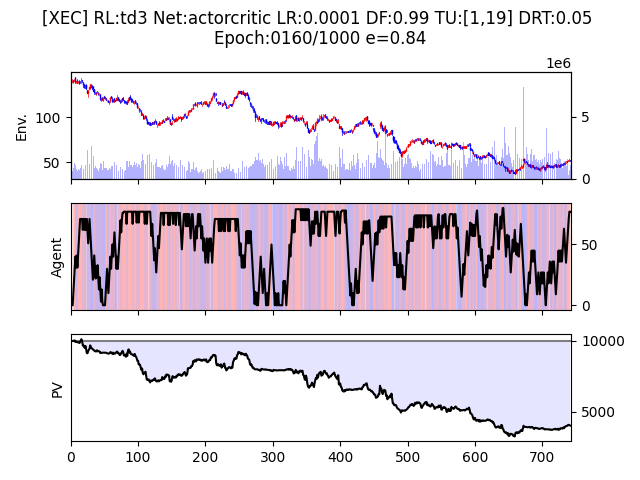 [XEC] RL:td3 Net:actorcritic LR:0.0001 DF:0.99 TU:[1,19] DRT:0.05
Epoch:0160/1000 e=0.84
1e6
Env.
100
50
5
0
Agent
50
0
PV
10000
5000
0 100 200 300 400 500 600 700